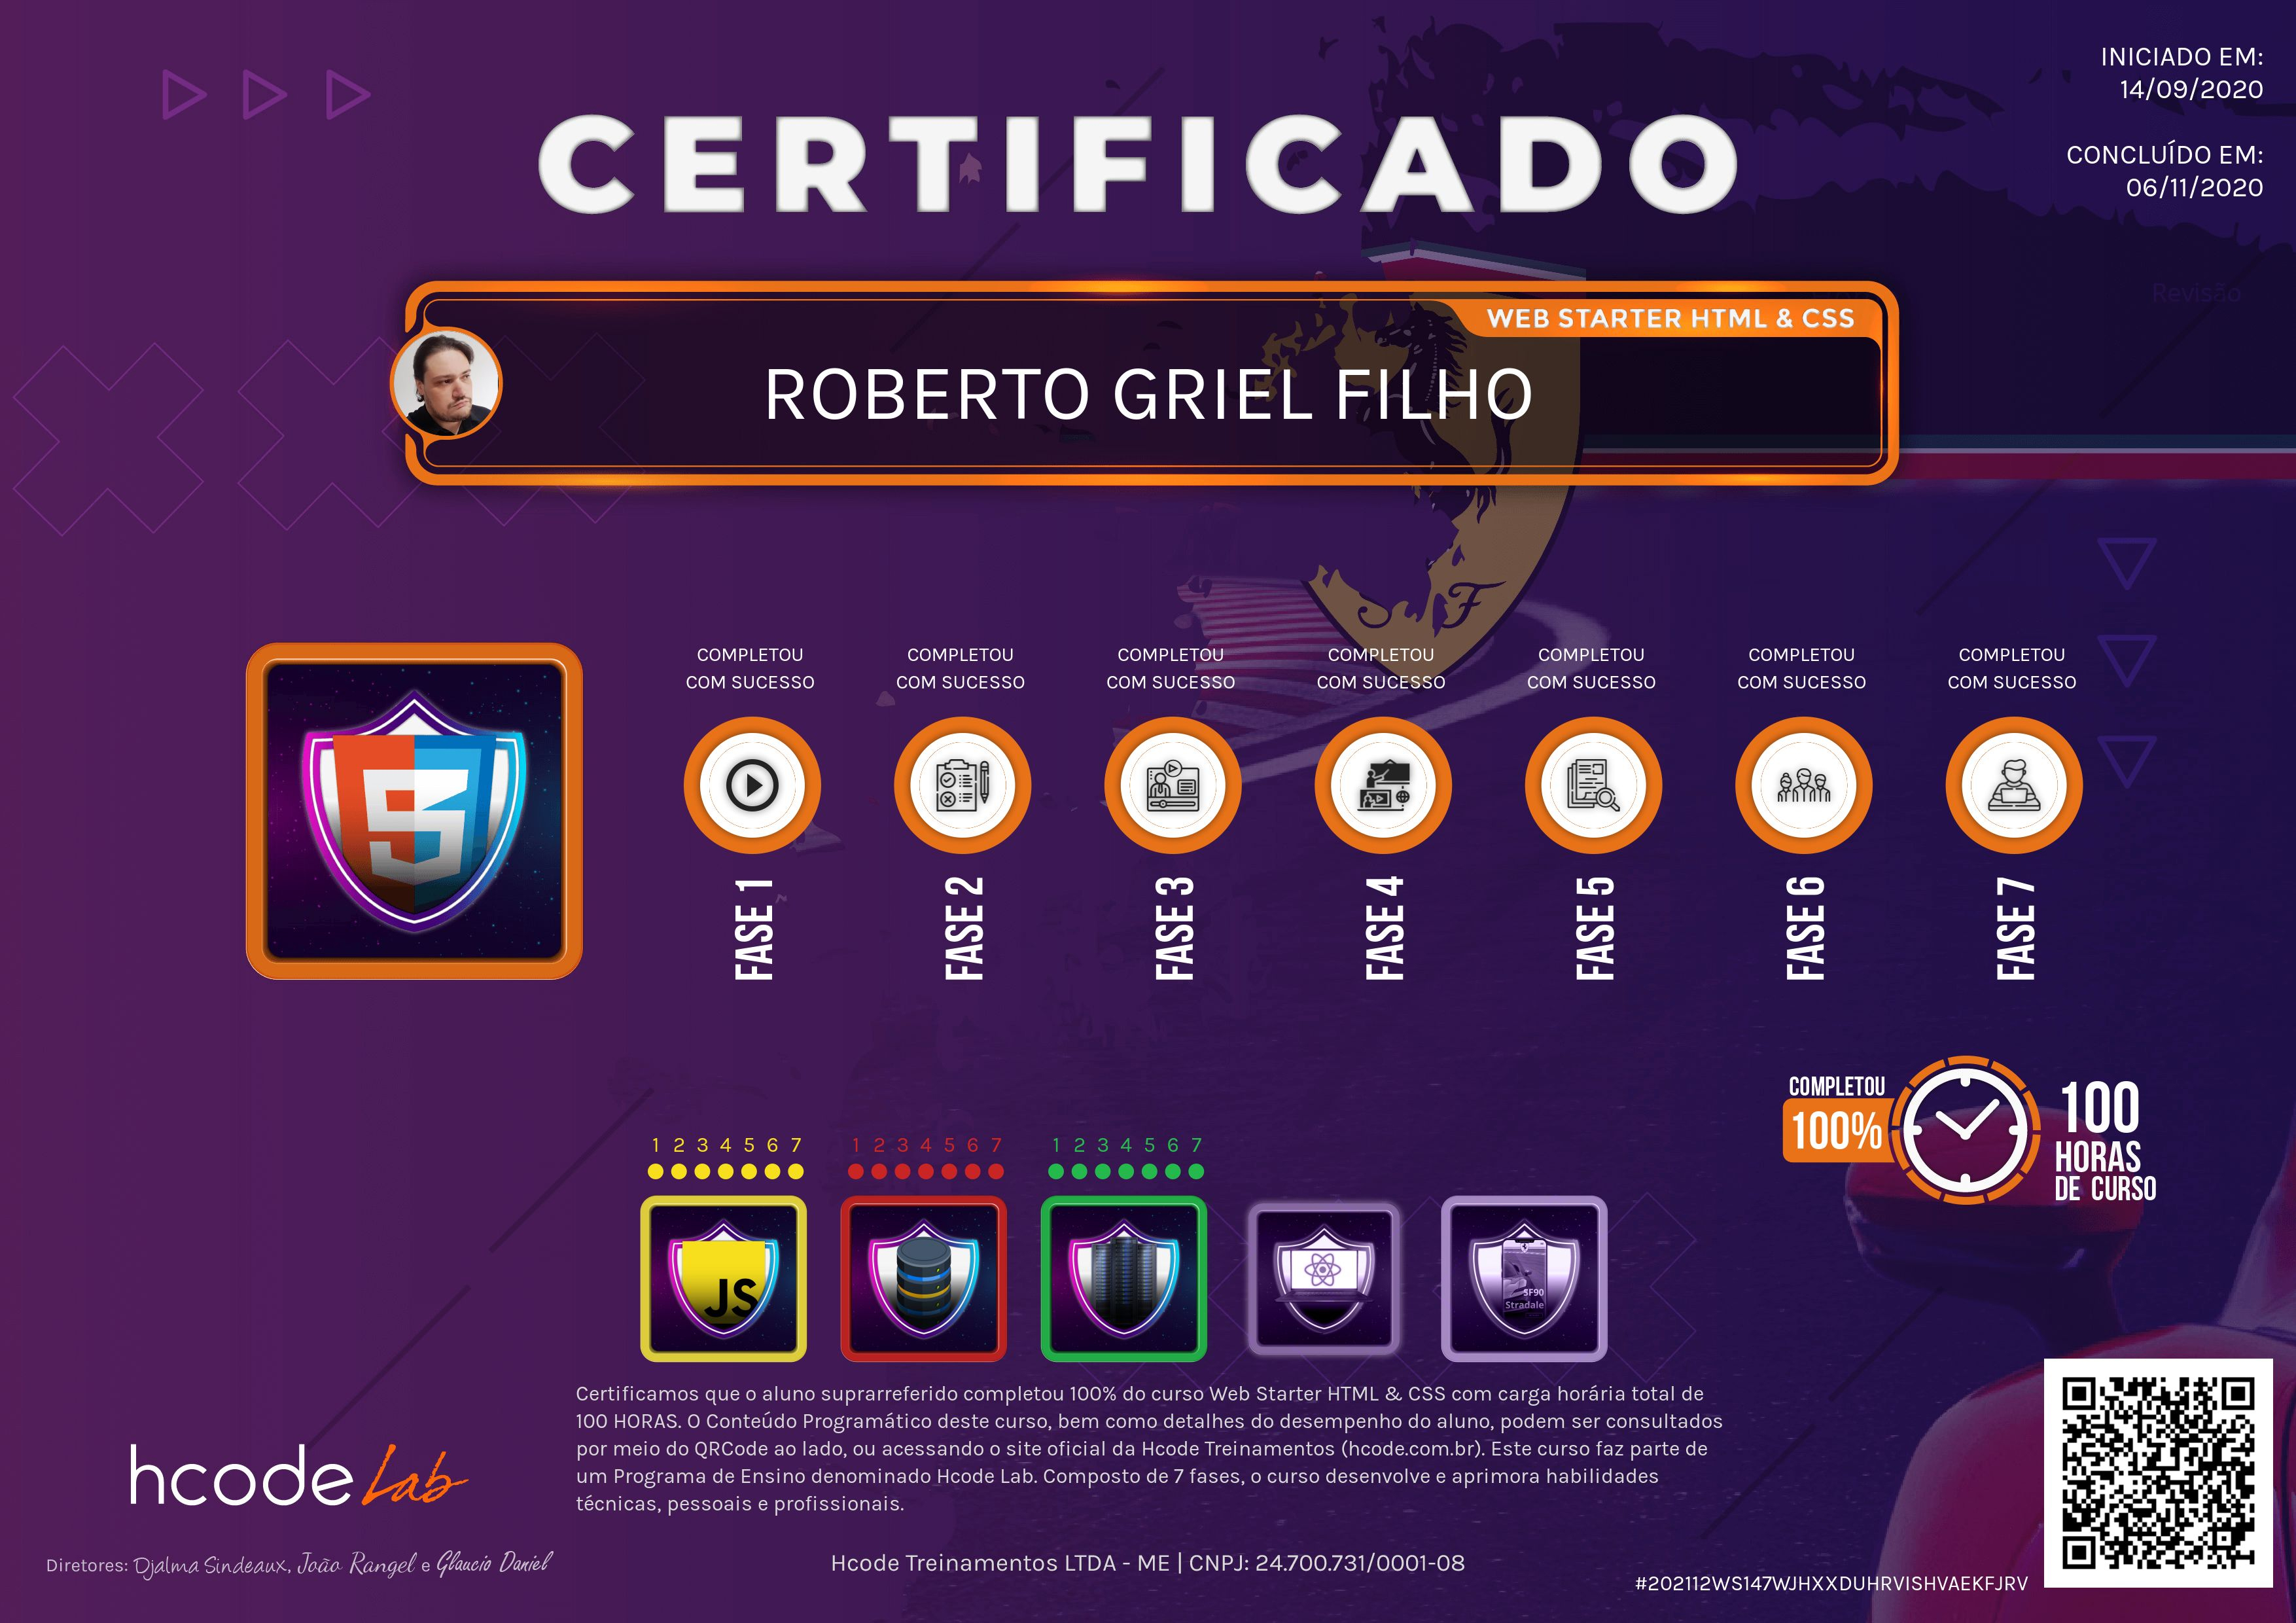 INICIADO EM:
14/09/2020
CONCLUÍDO EM:
06/11/2020
CERTIFICADO
Revisão
WEB STARTER HTML & CSS
ROBERTO GRIEL FILHO
S F
COMPLETOU COM SUCESSO
COMPLETOU COM SUCESSO
COMPLETOU COM SUCESSO
COMPLETOU COM SUCESSO
COMPLETOU COM SUCESSO
COMPLETOU COM SUCESSO
COMPLETOU COM SUCESSO
5
FASE 1
FASE 2
FASE 3
FASE 4
FASE 5
FASE 6
FASE 7
COMPLETOU
100%
100
HORAS
DE CURSO
1 2 3 4 5 6 7
1 2 3 4 5 6 7
1 2 3 4 5 6 7
JS
SF90
Stradale
Certificamos que o aluno suprarreferido completou 100% do curso Web Starter HTML & CSS com carga horária total de
100 HORAS. O Conteúdo Programático deste curso, bem como detalhes do desempenho do aluno, podem ser consultados
por meio do QRCode ao lado, ou acessando o site oficial da Hcode Treinamentos (hcode.com.br). Este curso faz parte de
um Programa de Ensino denominado Hcode Lab. Composto de 7 fases, o curso desenvolve e aprimora habilidades
técnicas, pessoais e profissionais.
hcode Lab
Diretores: Djalma Sindeaux, João Rangel e Glaucio Daniel
Hcode Treinamentos LTDA - ME | CNPJ: 24.700.731/0001-08
#202112WS147WJHXXDUHRVISHVAEKFJRV